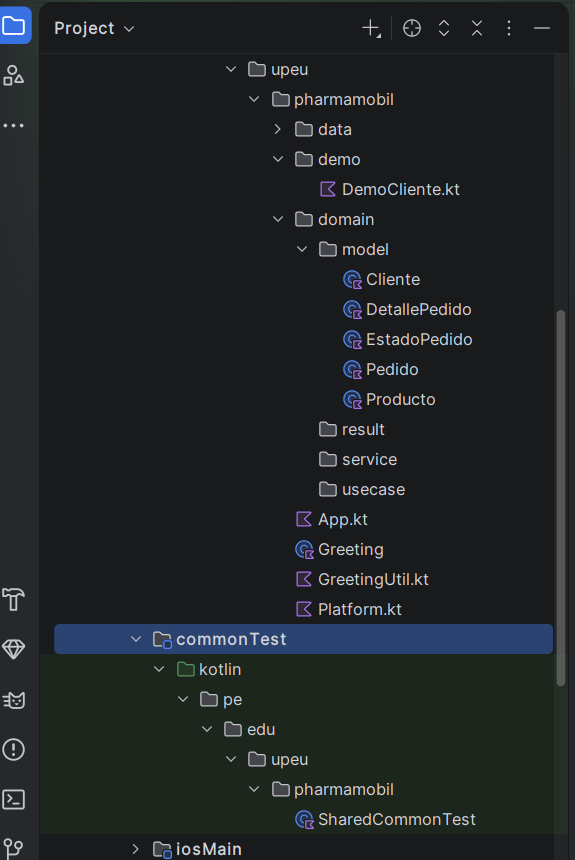 Project
upeu
pharmamobil
data
demo
DemoCliente.kt
domain
model
Cliente
DetallePedido
EstadoPedido
Pedido
Producto
result
service
usecase
App.kt
Greeting
GreetingUtil.kt
Platform.kt
commonTest
kotlin
pe
edu
upeu
pharmamobil
SharedCommonTest
iosMain